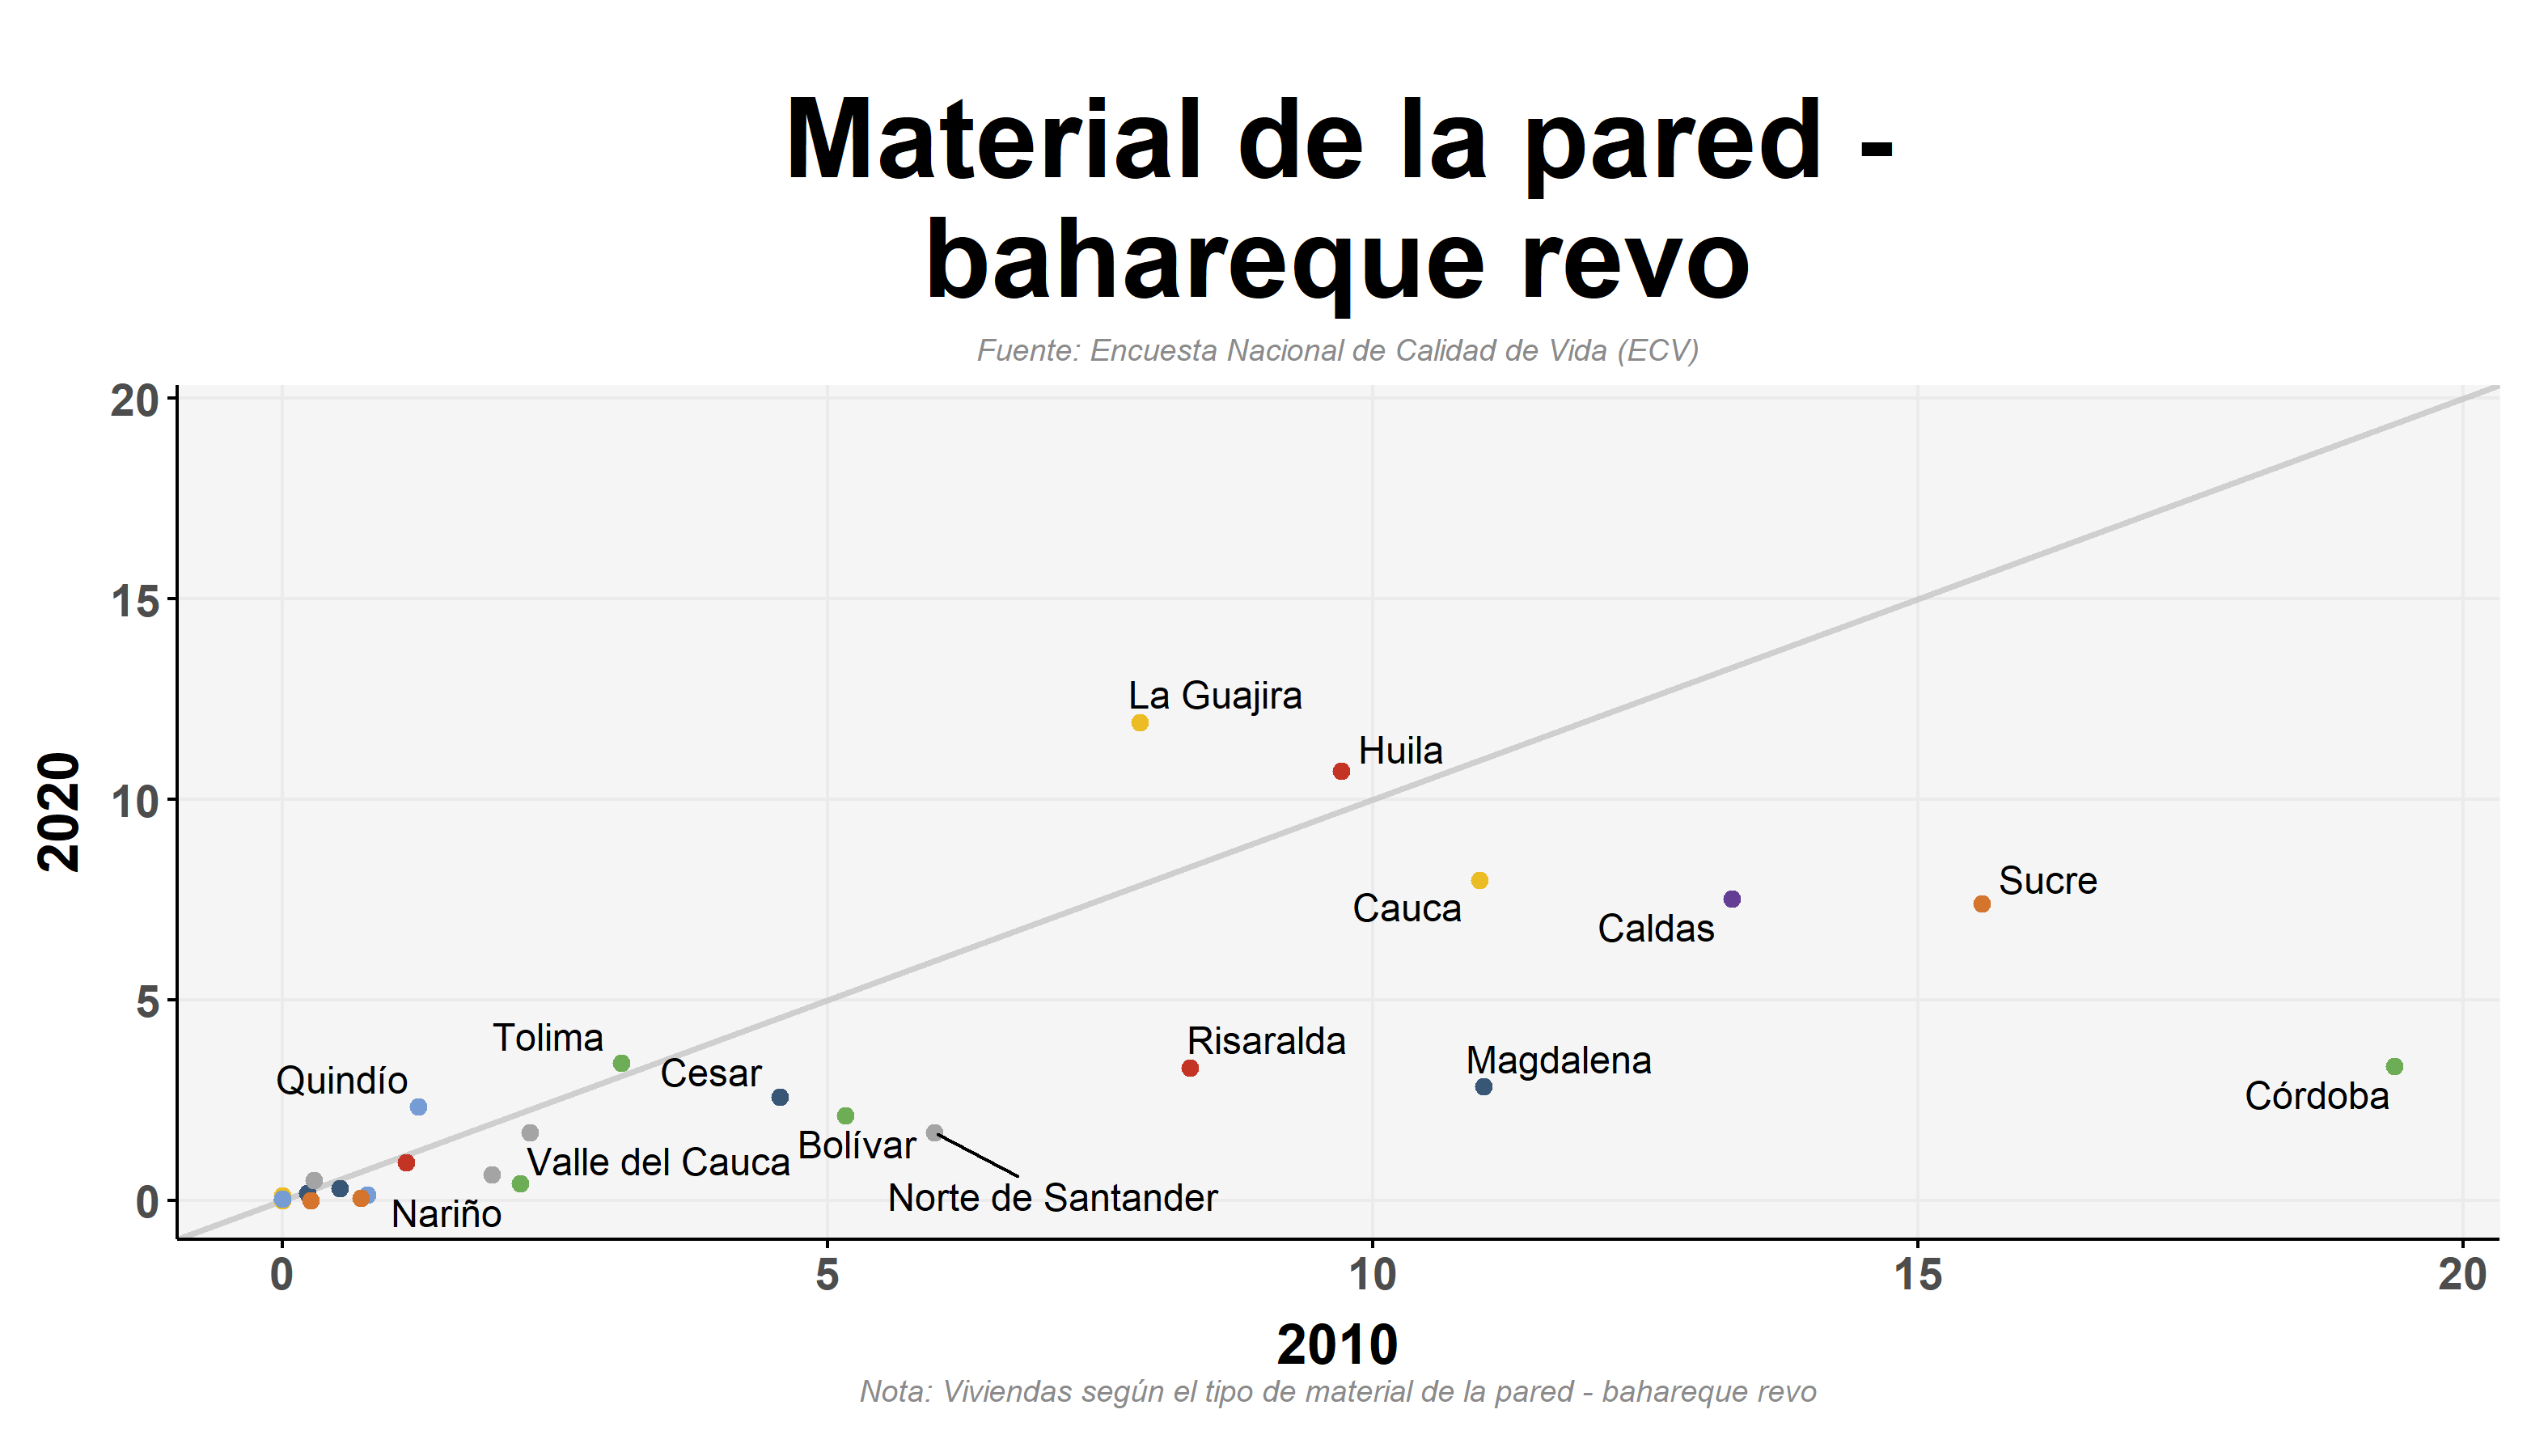 Material de la pared -
bahareque revo
Fuente: Encuesta Nacional de Calidad de Vida (ECV)
20
15
10
5
0
2020
La Guajira
Huila
Cauca
Caldas
Sucre
Tolima
Quindío
Cesar
Risaralda
Magdalena
Córdoba
Valle del Cauca
Bolívar
Norte de Santander
Nariño
0
5
10
15
20
2010
Nota: Viviendas según el tipo de material de la pared - bahareque revo